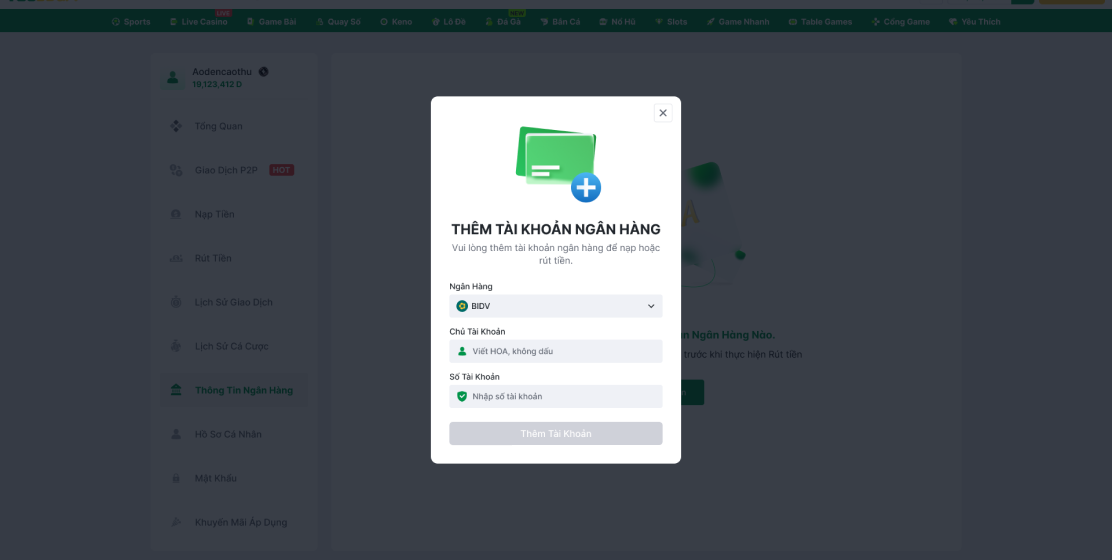 Sports Live Casino LIVE Game Bài Quay Số Keno Lô Đề Đá Gà NEW Bắn Cá Nổ Hũ Slots Game Nhanh Table Games Cổng Game Yêu Thích
Aodencaothu
19,123,412 D
Tổng Quan
Giao Dịch P2P HOT
Nạp Tiền
Rút Tiền
Lịch Sử Giao Dịch
Lịch Sử Cá Cược
Thông Tin Ngân Hàng
Hồ Sơ Cá Nhân
Mật Khẩu
Khuyến Mãi Áp Dụng
THÊM TÀI KHOẢN NGÂN HÀNG
Vui lòng thêm tài khoản ngân hàng để nạp hoặc
rút tiền.
Ngân Hàng
BIDV
Chủ Tài Khoản
Viết HOA, không dấu
Số Tài Khoản
Nhập số tài khoản
Thêm Tài Khoản
Ngân Hàng Nào.
trước khi thực hiện Rút tiền